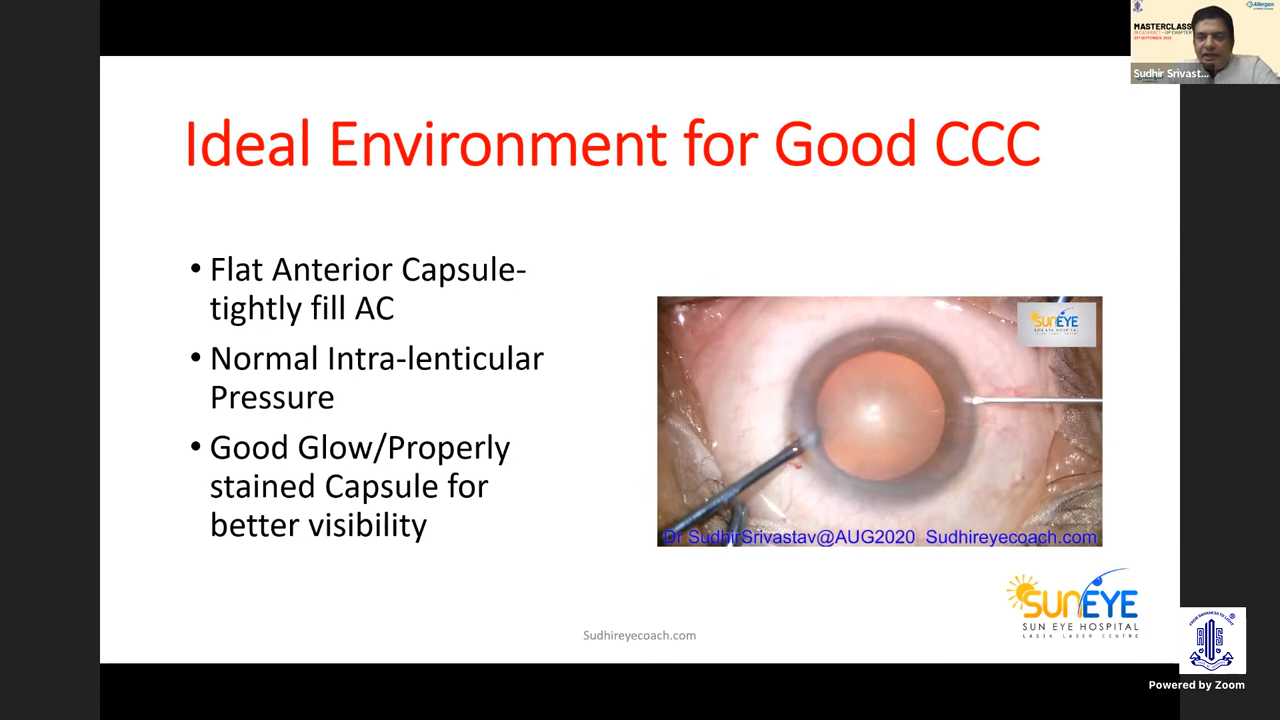 MASTERCLASS
Allergan
Sudhir Srivast...
Ideal Environment for Good CCC
• Flat Anterior Capsule-
tightly fill AC
• Normal Intra-lenticular
Pressure
• Good Glow/Properly
stained Capsule for
better visibility
SUNEYE
Dr SudhirSrivastav@AUG2020 Sudhireyecoach.com
SUNEYE
SUN EYE HOSPITAL
LASIK LASER CENTRE
Sudhireyecoach.com
Powered by Zoom